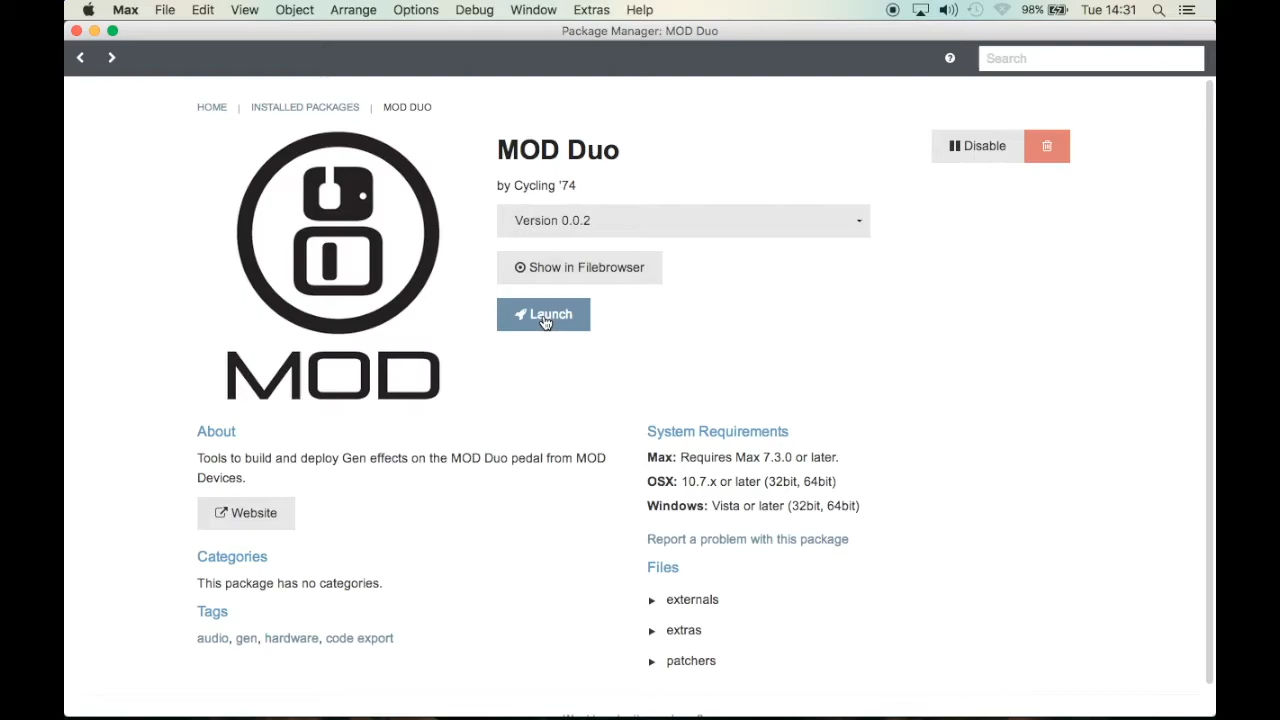 Max File Edit View Object Arrange Options Debug Window Extras Help 98% Tue 14:31
Package Manager: MOD Duo
Search
HOME | INSTALLED PACKAGES | MOD DUO
MOD Duo
Disable
by Cycling '74
Version 0.0.2
Show in Filebrowser
Launch
MOD
About
Tools to build and deploy Gen effects on the MOD Duo pedal from MOD
Devices.
Website
Categories
This package has no categories.
Tags
audio, gen, hardware, code export
System Requirements
Max: Requires Max 7.3.0 or later.
OSX: 10.7.x or later (32bit, 64bit)
Windows: Vista or later (32bit, 64bit)
Report a problem with this package
Files
externals
extras
patchers